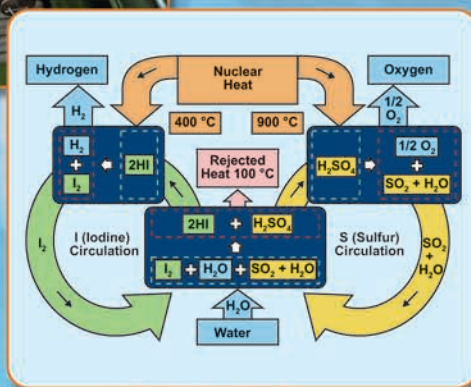 Hydrogen
Nuclear
Heat
Oxygen
H₂
400 °C
900 °C
1/2
O₂
H₂
+
I₂
2HI
Rejected
Heat 100 °C
H₂SO₄
1/2 O₂
+
SO₂ + H₂O
I₂
I (Iodine)
Circulation
2HI + H₂SO₄
S (Sulfur)
Circulation
SO₂
+
H₂O
I₂ + H₂O + SO₂ + H₂O
H₂O
Water